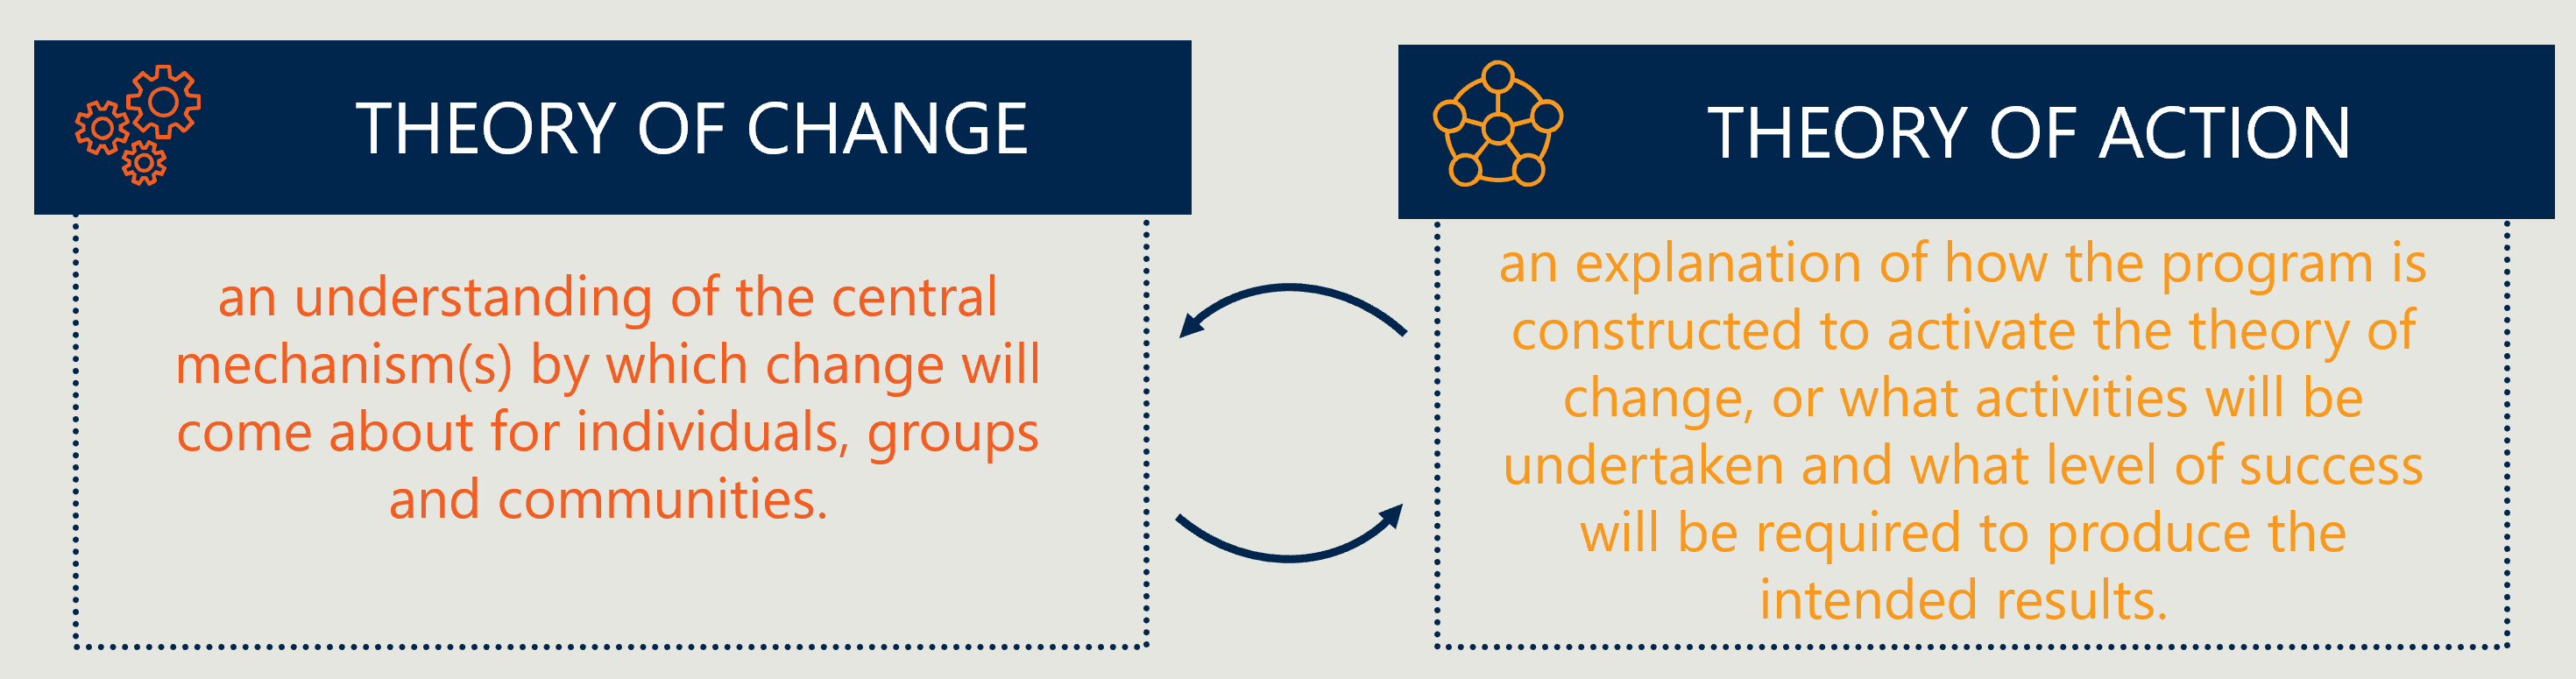 THEORY OF CHANGE
an understanding of the central
mechanism(s) by which change will
come about for individuals, groups
and communities.
THEORY OF ACTION
an explanation of how the program is
constructed to activate the theory of
change, or what activities will be
undertaken and what level of success
will be required to produce the
intended results.